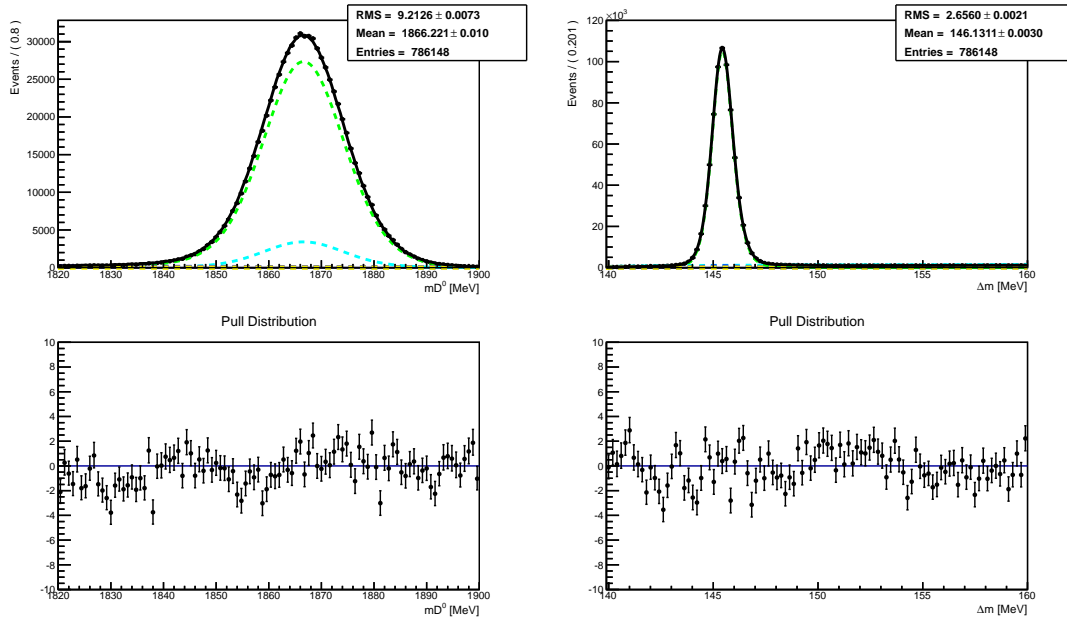 RMS = 9.2126 ± 0.0073
Mean = 1866.221 ± 0.010
Entries = 786148
Events / ( 0.8 )
30000
25000
20000
15000
10000
5000
0
1820 1830 1840 1850 1860 1870 1880 1890 1900
mD⁰ [MeV]
RMS = 2.6560 ± 0.0021
Mean = 146.1311 ± 0.0030
Entries = 786148
×10³
Events / ( 0.201 )
120
100
80
60
40
20
0
140 145 150 155 160
Δm [MeV]
Pull Distribution
10
8
6
4
2
0
-2
-4
-6
-8
-10
1820 1830 1840 1850 1860 1870 1880 1890 1900
mD⁰ [MeV]
Pull Distribution
10
8
6
4
2
0
-2
-4
-6
-8
-10
140 145 150 155 160
Δm [MeV]